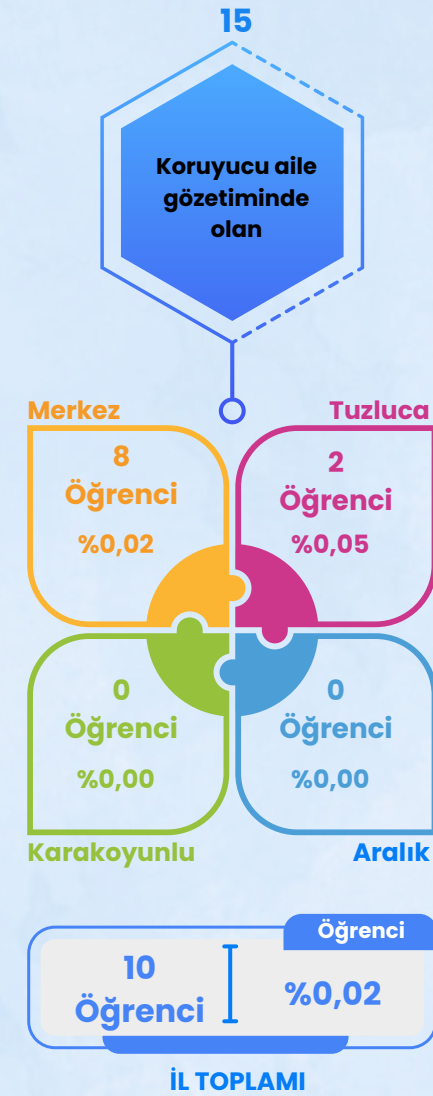 15
Koruyucu aile
gözetiminde
olan
Merkez
8
Öğrenci
%0,02
Tuzluca
2
Öğrenci
%0,05
0
Öğrenci
%0,00
Karakoyunlu
0
Öğrenci
%0,00
Aralık
Öğrenci
10
Öğrenci
%0,02
İL TOPLAMI